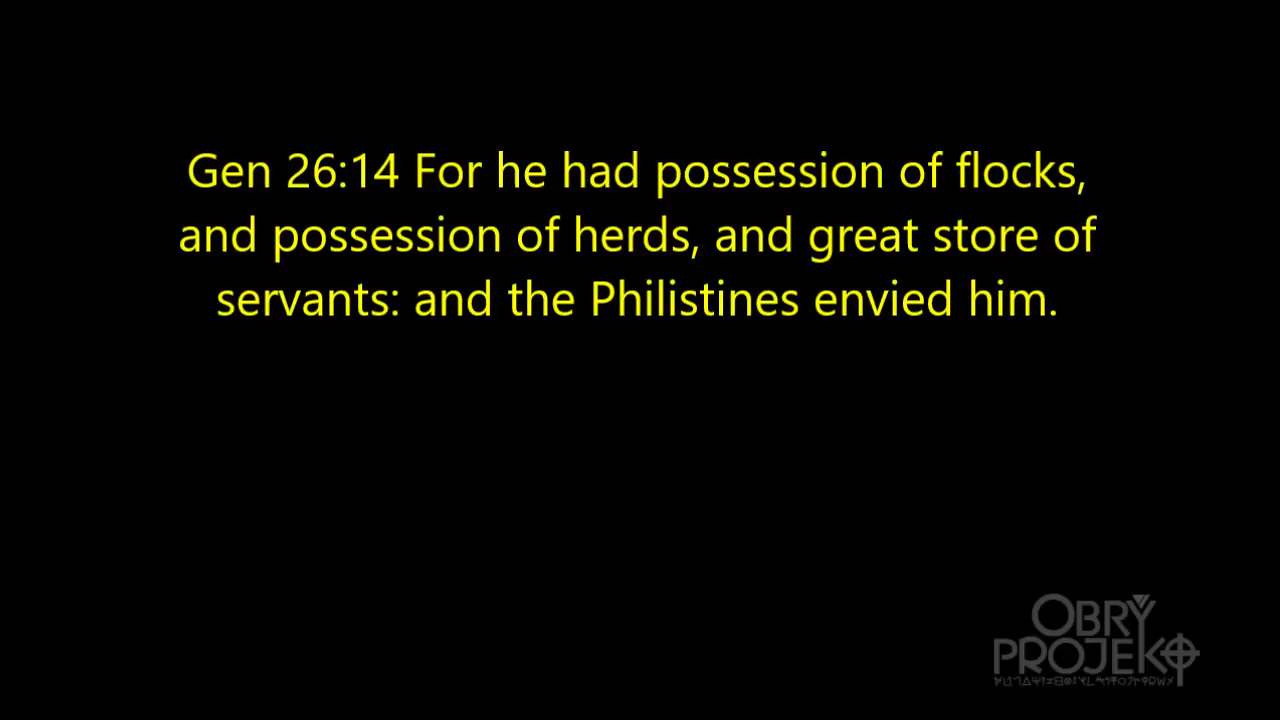 Gen 26:14 For he had possession of flocks,
and possession of herds, and great store of
servants: and the Philistines envied him.
OBRY
PROJEKT